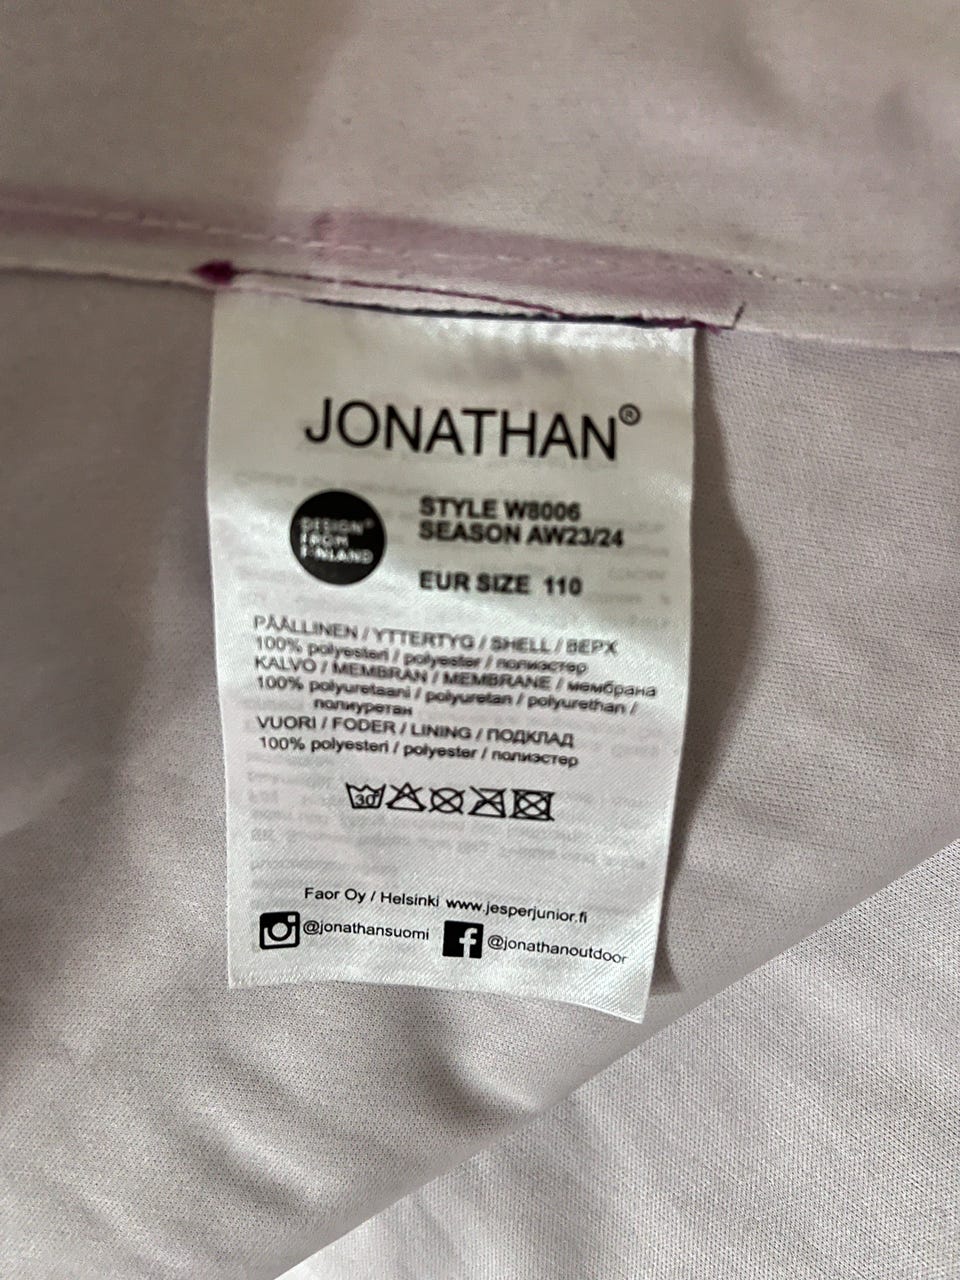 JONATHAN®
DESIGN®
FROM
FINLAND
STYLE W8006
SEASON AW23/24
EUR SIZE 110
PÄÄLLINEN / YTTERTYG / SHELL / ВЕРХ
100% polyesteri / polyester / полиэстер
KALVO / MEMBRAN / MEMBRANE / мембрана
100% polyuretaani / polyuretan / polyurethan /
полиуретан
VUORI / FODER / LINING / ПОДКЛАД
100% polyesteri / polyester / полиэстер
30
Faor Oy / Helsinki www.jesperjunior.fi
@jonathansuomi
@jonathanoutdoor